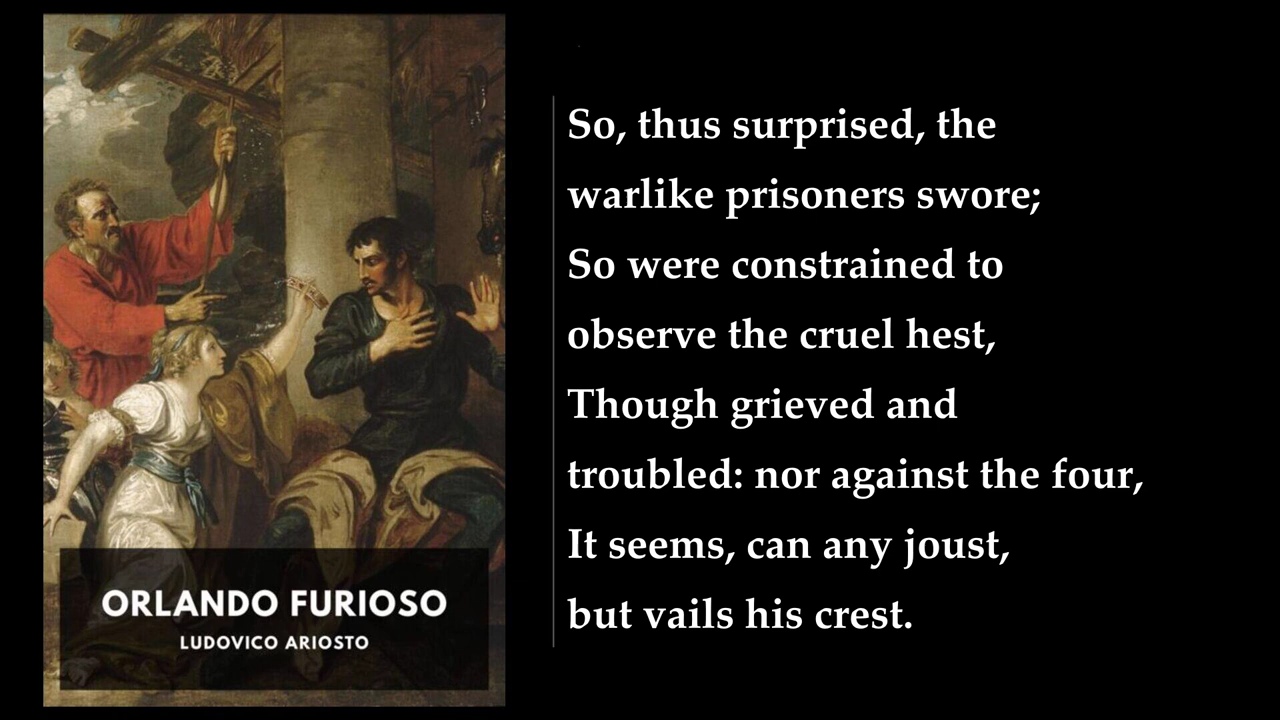 ORLANDO FURIOSO
LUDOVICO ARIOSTO
So, thus surprised, the
warlike prisoners swore;
So were constrained to
observe the cruel hest,
Though grieved and
troubled: nor against the four,
It seems, can any joust,
but vails his crest.